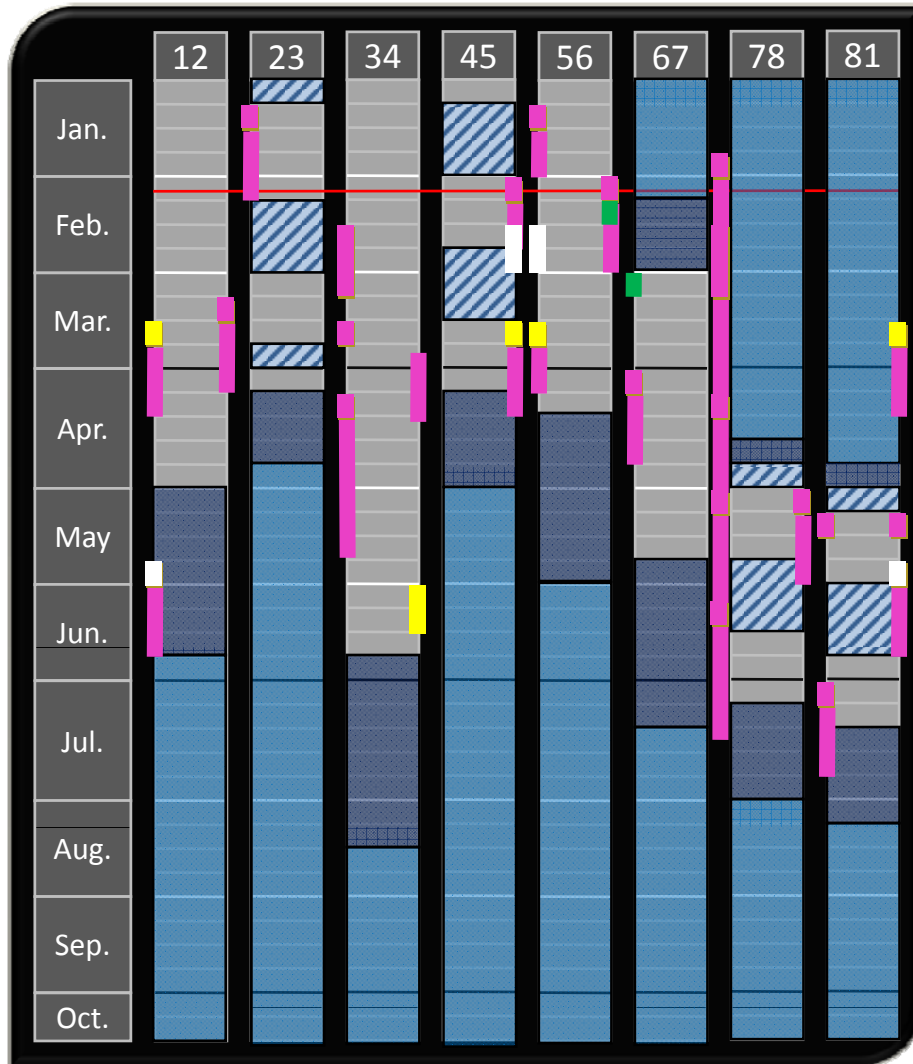 12 23 34 45 56 67 78 81
Jan.
Feb.
Mar.
Apr.
May
Jun.
Jul.
Aug.
Sep.
Oct.